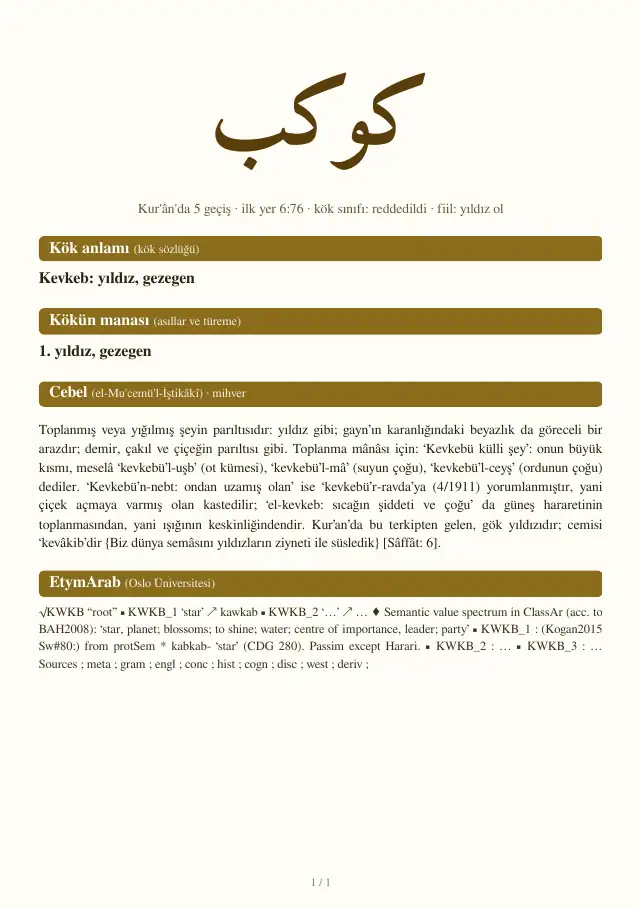 كوكب
Kur'ân'da 5 geçiş · ilk yer 6:76 · kök sınıfı: reddedildi · fiil: yıldız ol
Kök anlamı (kök sözlüğü)
Kevkeb: yıldız, gezegen
Kökün manası (asıllar ve türeme)
1. yıldız, gezegen
Cebel (el-Mu'cemü'l-İştikâkî) · mihver
Toplanmış veya yığılmış şeyin parıltısıdır: yıldız gibi; gayn'ın karanlığındaki beyazlık da göreceli bir
arazdır; demir, çakıl ve çiçeğin parıltısı gibi. Toplanma mânâsı için: ‘Kevkebü külli şey’: onun büyük
kısmı, meselâ ‘kevkebü’l-uşb’ (ot kümesi), ‘kevkebü’l-mâ’ (suyun çoğu), ‘kevkebü’l-ceyş’ (ordunun çoğu)
dediler. ‘Kevkebü’n-nebt: ondan uzamış olan’ ise ‘kevkebü’r-ravda’ya (4/1911) yorumlanmıştır, yani
çiçek açmaya varmış olan kastedilir; ‘el-kevkeb: sıcağın şiddeti ve çoğu’ da güneş hararetinin
toplanmasından, yani ışığının keskinliğindendir. Kur’an’da bu terkipten gelen, gök yıldızıdır; cemisi
‘kevâkib’dir {Biz dünya semâsını yıldızların ziyneti ile süsledik} [Sâffât: 6].
EtymArab (Oslo Üniversitesi)
√KWKB “root” ▪ KWKB_1 ‘star’ ↗ kawkab ▪ KWKB_2 ‘…’ ↗ … ♦ Semantic value spectrum in ClassAr (acc. to
BAH2008): ‘star, planet; blossoms; to shine; water; centre of importance, leader; party’ ▪ KWKB_1 : (Kogan2015
Sw#80:) from protSem * kabkab- ‘star’ (CDG 280). Passim except Harari. ▪ KWKB_2 : … ▪ KWKB_3 : …
Sources ; meta ; gram ; engl ; conc ; hist ; cogn ; disc ; west ; deriv ;
1 / 1